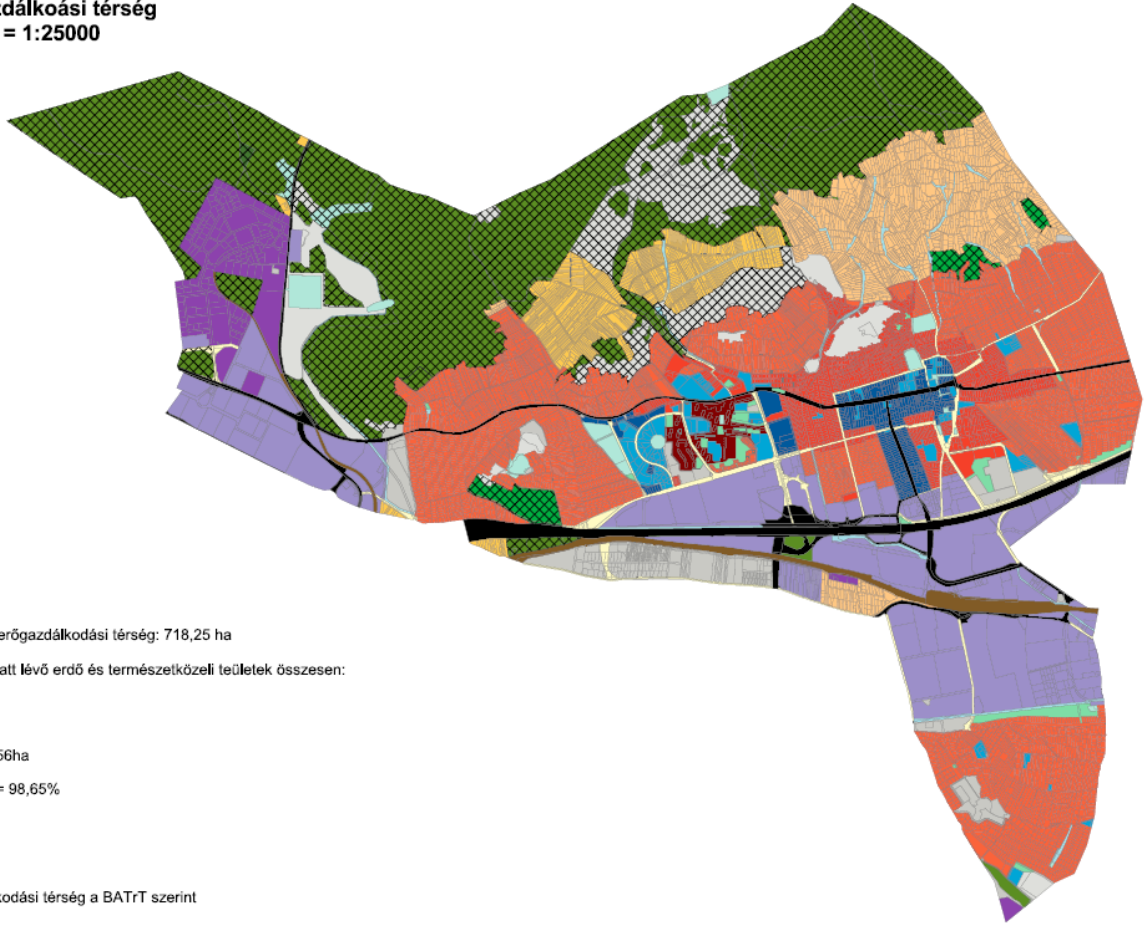 zdálkoási térség
= 1:25000
erőgazdálkodási térség: 718,25 ha
att lévő erdő és természetközeli teületek összesen:
56ha
= 98,65%
kodási térség a BATrT szerint